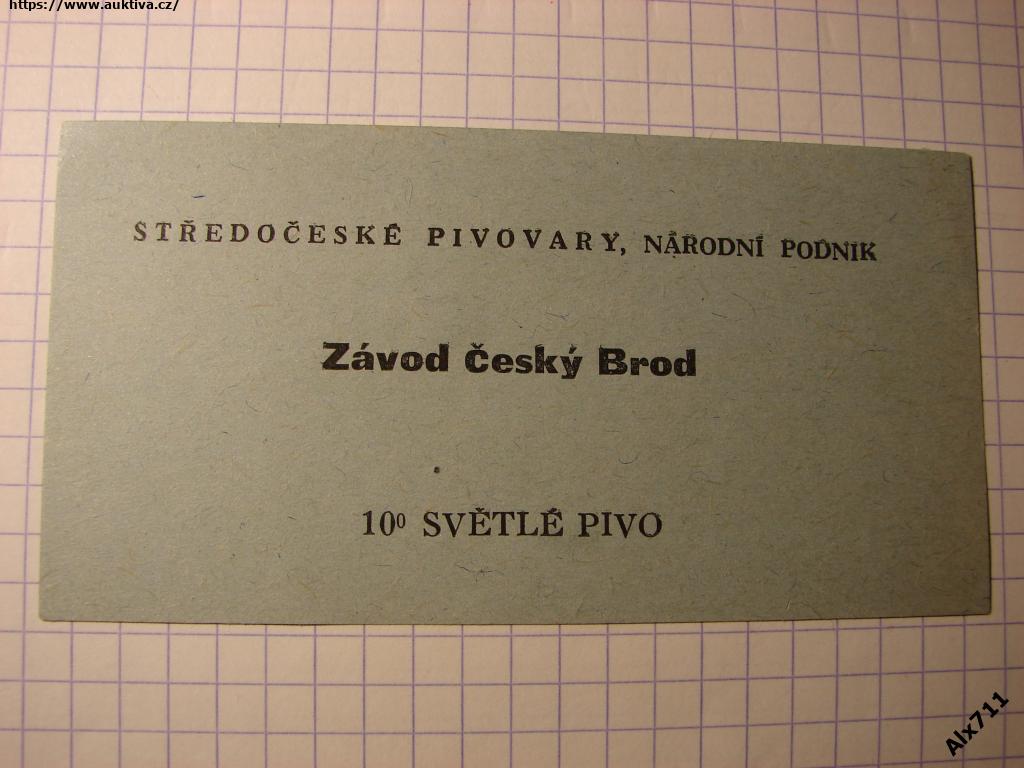 https://www.auktiva.cz/
STŘEDOČESKÉ PIVOVARY, NÁRODNÍ PODNIK
Závod Český Brod
10⁰ SVĚTLÉ PIVO
Alx711